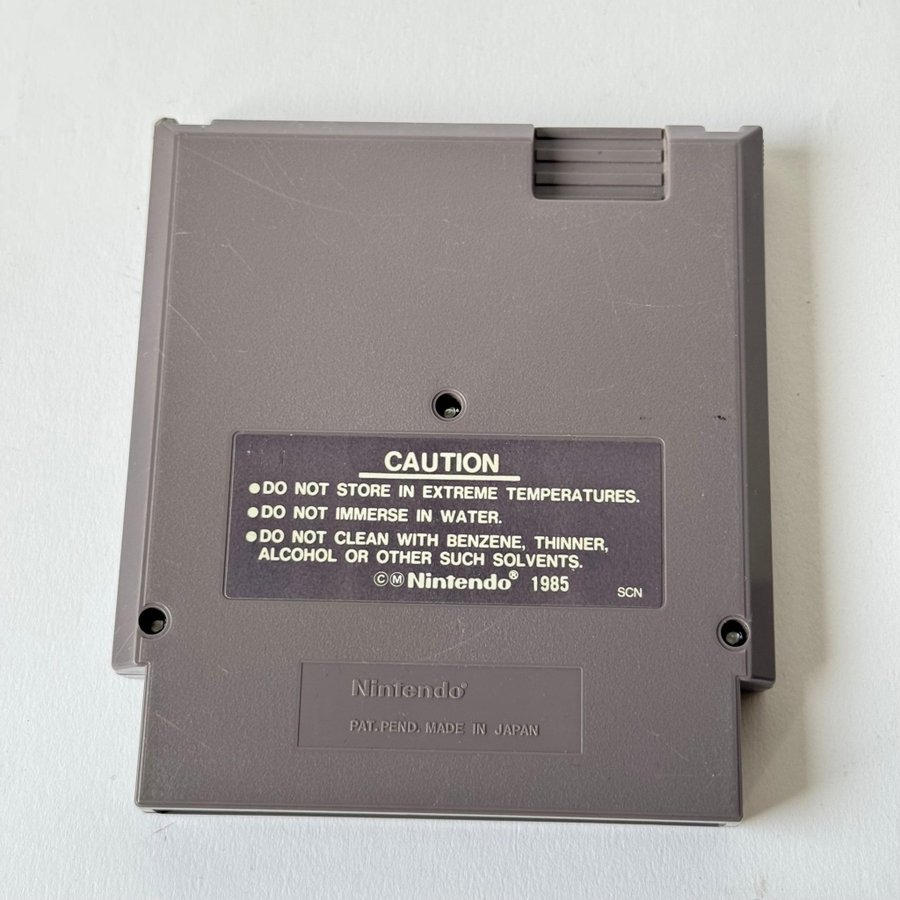 CAUTION
●DO NOT STORE IN EXTREME TEMPERATURES.
●DO NOT IMMERSE IN WATER.
●DO NOT CLEAN WITH BENZENE, THINNER,
ALCOHOL OR OTHER SUCH SOLVENTS.
©Ⓜ Nintendo® 1985
SCN
Nintendo®
PAT. PEND. MADE IN JAPAN